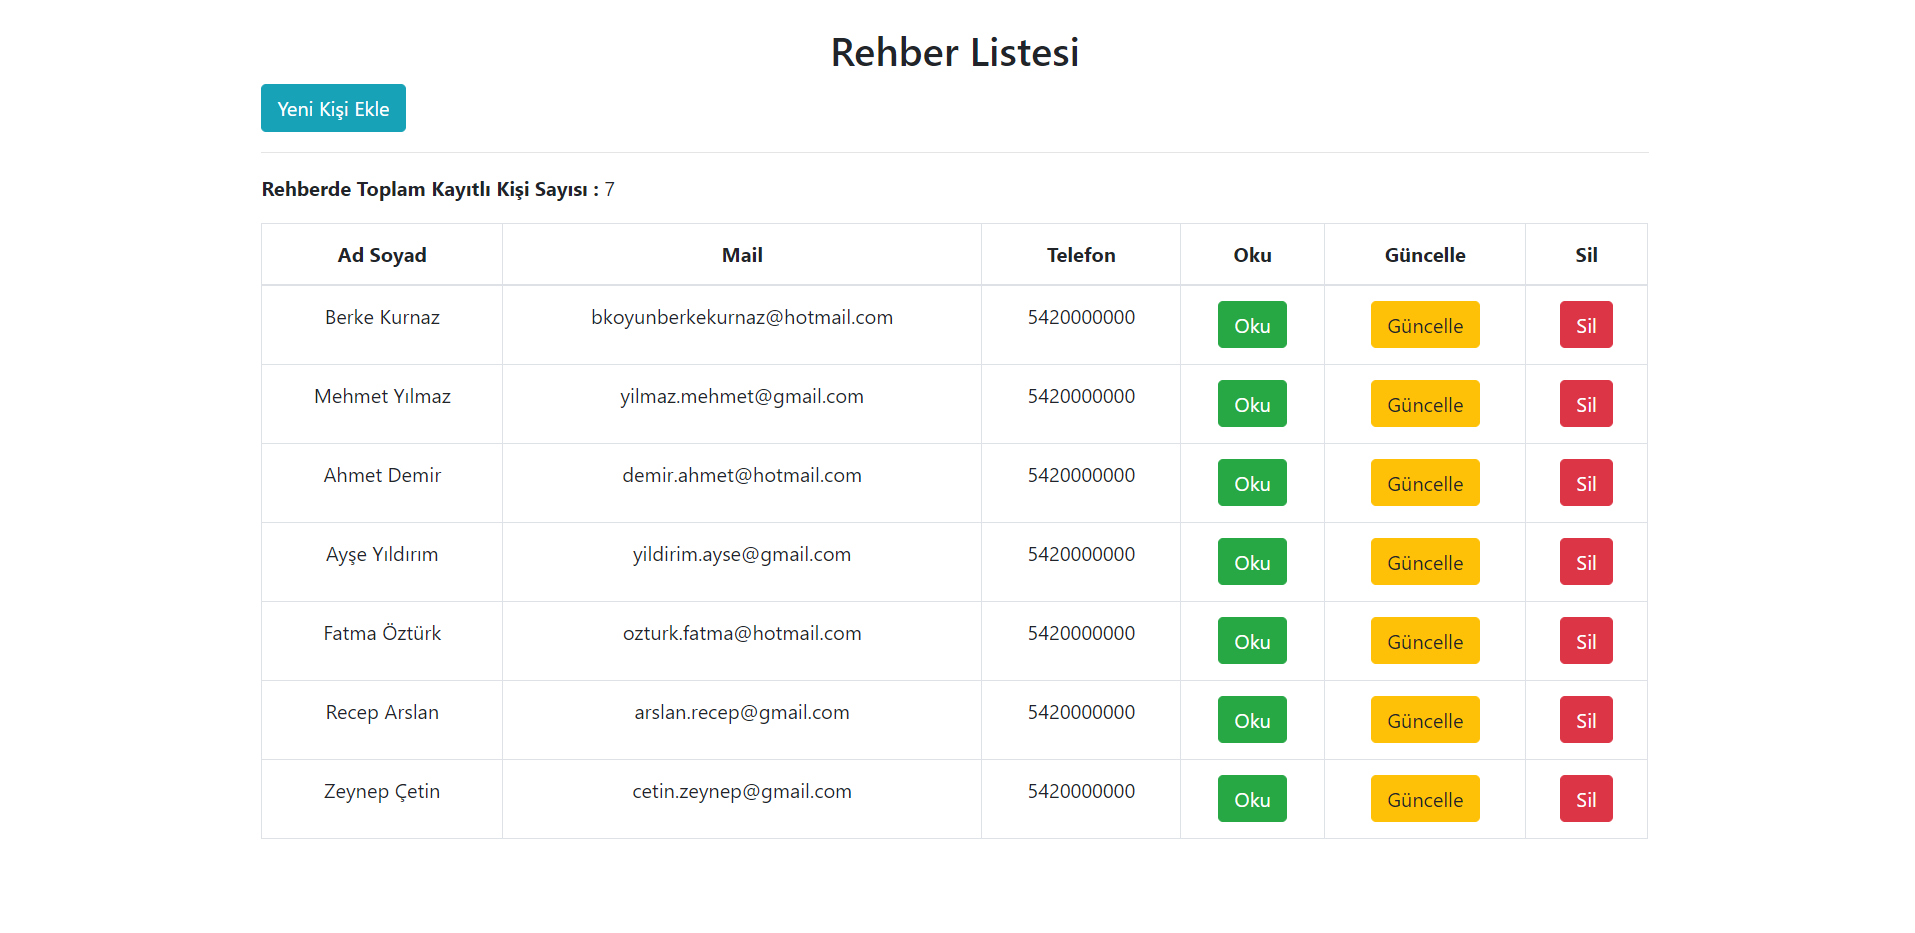 Rehber Listesi
Yeni Kişi Ekle
Rehberde Toplam Kayıtlı Kişi Sayısı : 7
Ad Soyad Mail Telefon Oku Güncelle Sil
Berke Kurnaz bkoyunberkekurnaz@hotmail.com 5420000000 Oku Güncelle Sil
Mehmet Yılmaz yilmaz.mehmet@gmail.com 5420000000 Oku Güncelle Sil
Ahmet Demir demir.ahmet@hotmail.com 5420000000 Oku Güncelle Sil
Ayşe Yıldırım yildirim.ayse@gmail.com 5420000000 Oku Güncelle Sil
Fatma Öztürk ozturk.fatma@hotmail.com 5420000000 Oku Güncelle Sil
Recep Arslan arslan.recep@gmail.com 5420000000 Oku Güncelle Sil
Zeynep Çetin cetin.zeynep@gmail.com 5420000000 Oku Güncelle Sil